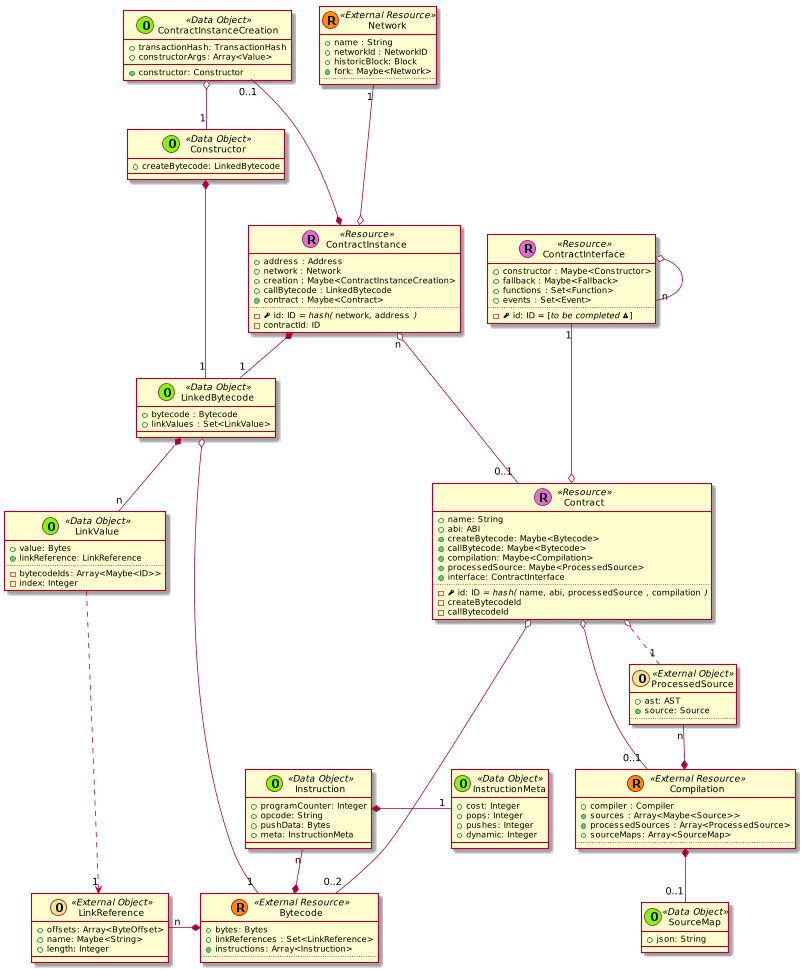 O «Data Object»
ContractInstanceCreation
transactionHash: TransactionHash
constructorArgs: Array<Value>
constructor: Constructor
R «External Resource»
Network
name : String
networkId : NetworkID
historicBlock: Block
fork: Maybe<Network>
0..1
1
1
O «Data Object»
Constructor
createBytecode: LinkedBytecode
R «Resource»
ContractInstance
address : Address
network : Network
creation : Maybe<ContractInstanceCreation>
callBytecode : LinkedBytecode
contract : Maybe<Contract>
id: ID = hash( network, address )
contractId: ID
R «Resource»
ContractInterface
constructor : Maybe<Constructor>
fallback : Maybe<Fallback>
functions : Set<Function>
events : Set<Event>
id: ID = [to be completed ♟]
n
1
n
1
1
O «Data Object»
LinkedBytecode
bytecode : Bytecode
linkValues : Set<LinkValue>
n
0..1
R «Resource»
Contract
name: String
abi: ABI
createBytecode: Maybe<Bytecode>
callBytecode: Maybe<Bytecode>
compilation: Maybe<Compilation>
processedSource: Maybe<ProcessedSource>
interface: ContractInterface
id: ID = hash( name, abi, processedSource , compilation )
createBytecodeId
callBytecodeId
O «Data Object»
LinkValue
value: Bytes
linkReference: LinkReference
bytecodeIds: Array<Maybe<ID>>
index: Integer
1
O «External Object»
ProcessedSource
ast: AST
source: Source
n
0..1
O «Data Object»
Instruction
programCounter: Integer
opcode: String
pushData: Bytes
meta: InstructionMeta
1
O «Data Object»
InstructionMeta
cost: Integer
pops: Integer
pushes: Integer
dynamic: Integer
R «External Resource»
Compilation
compiler : Compiler
sources : Array<Maybe<Source>>
processedSources : Array<ProcessedSource>
sourceMaps: Array<SourceMap>
n
1
1
0..2
0..1
O «External Object»
LinkReference
offsets: Array<ByteOffset>
name: Maybe<String>
length: Integer
n
R «External Resource»
Bytecode
bytes: Bytes
linkReferences : Set<LinkReference>
instructions: Array<Instruction>
O «Data Object»
SourceMap
json: String